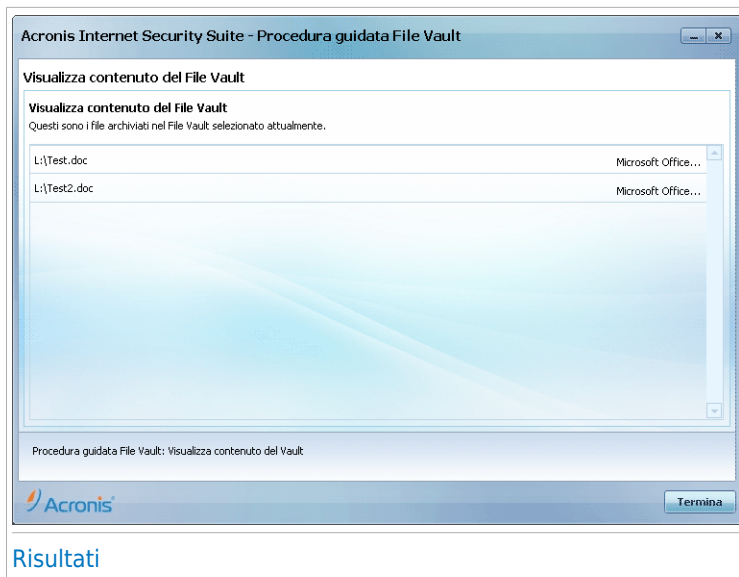 Acronis Internet Security Suite - Procedura guidata File Vault
Visualizza contenuto del File Vault
Visualizza contenuto del File Vault
Questi sono i file archiviati nel File Vault selezionato attualmente.
L:\Test.doc Microsoft Office...
L:\Test2.doc Microsoft Office...
Procedura guidata File Vault: Visualizza contenuto del Vault
Acronis
Termina
Risultati